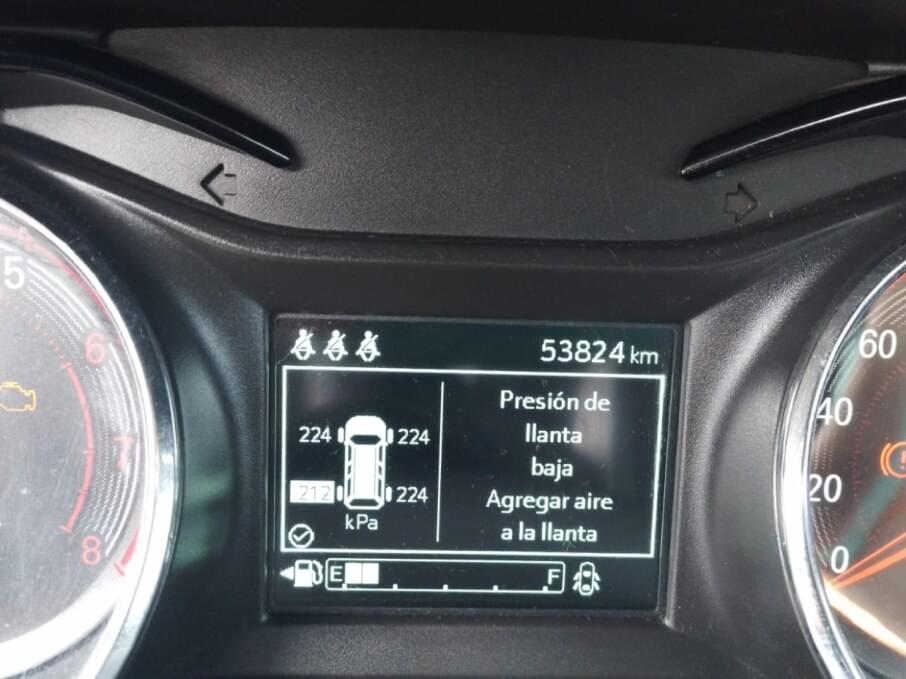 53824 km
5
6
7
8
224
224
212
224
kPa
Presión de
llanta
baja
Agregar aire
a la llanta
E
F
60
40
20
0